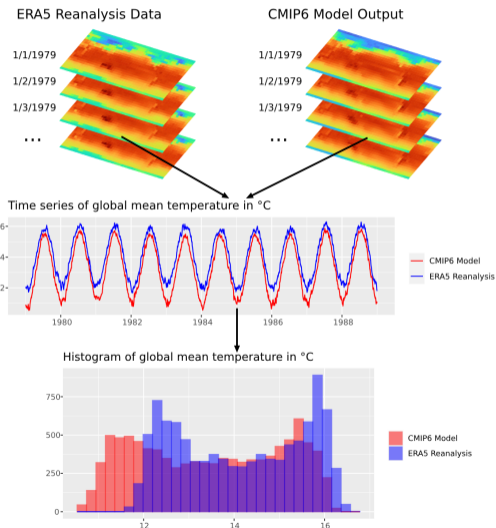 ERA5 Reanalysis Data
CMIP6 Model Output
1/1/1979
1/2/1979
1/3/1979
...
1/1/1979
1/2/1979
1/3/1979
...
Time series of global mean temperature in °C
6
4
2
1980
1982
1984
1986
1988
CMIP6 Model
ERA5 Reanalysis
Histogram of global mean temperature in °C
750
500
250
0
12
14
16
CMIP6 Model
ERA5 Reanalysis